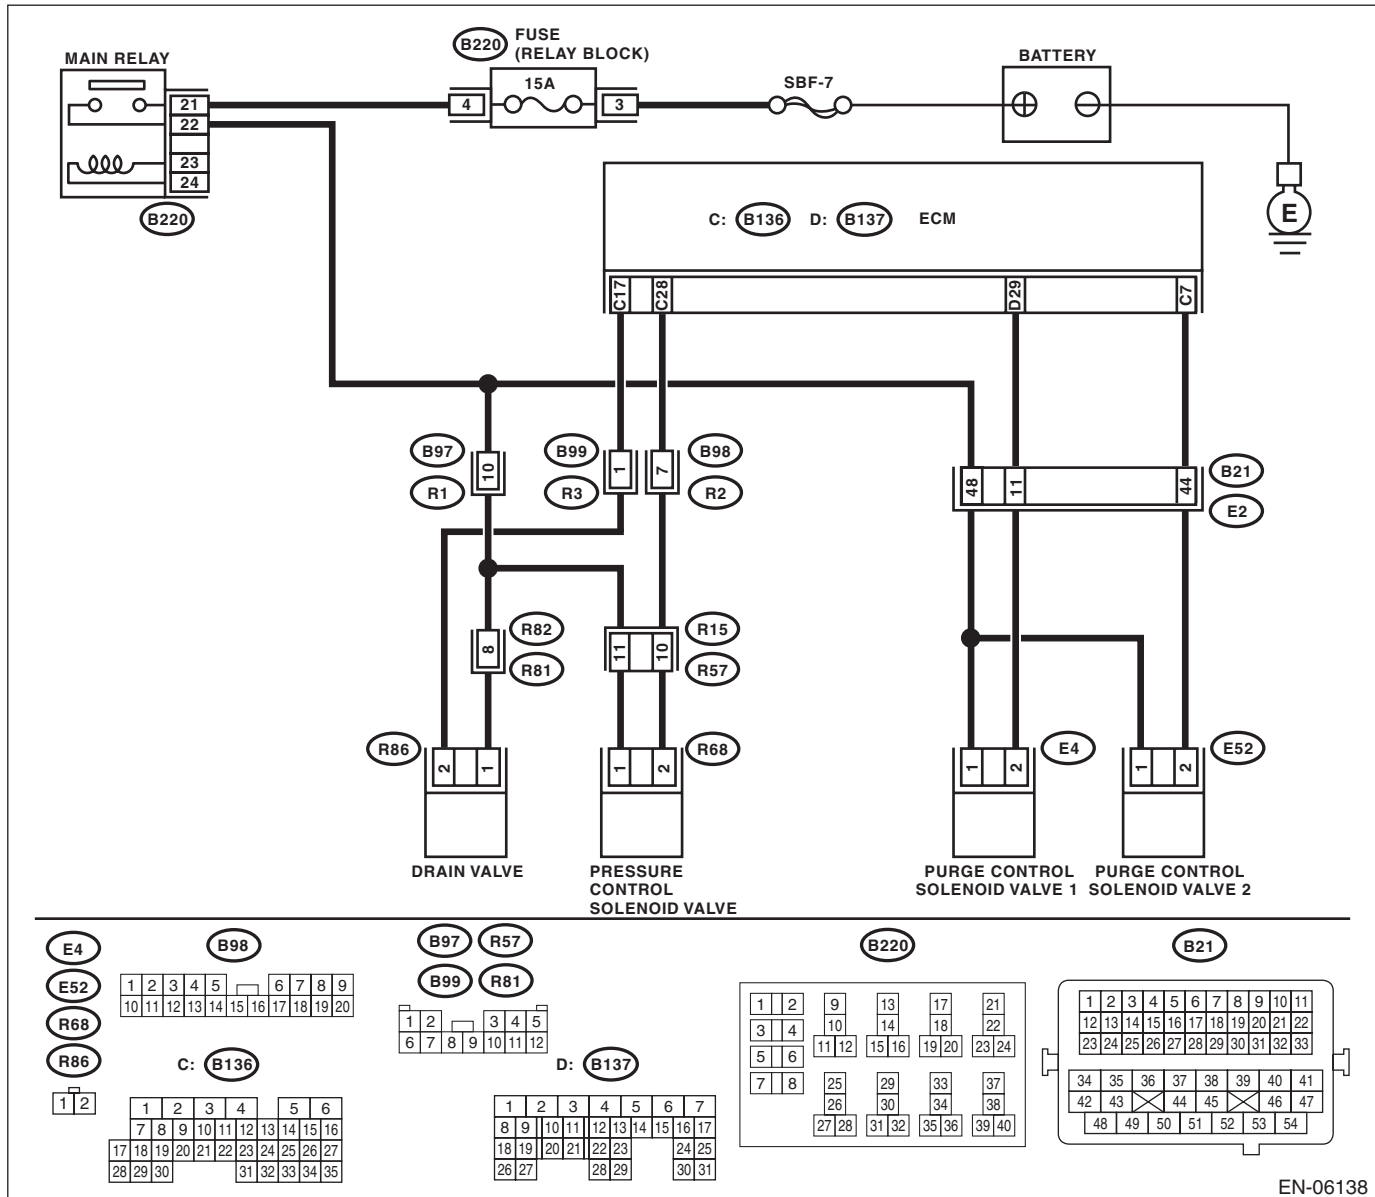 MAIN RELAY
B220
FUSE
(RELAY BLOCK)
15A
SBF-7
BATTERY
21
22
23
24
4
3
B220
E
C: B136 D: B137 ECM
C17
C28
D29
C7
B97
R1
10
B99
R3
1
7
B98
R2
48
11
44
B21
E2
8
R82
R81
11
10
R15
R57
R86
2
1
1
2
R68
1
2
E4
1
2
E52
DRAIN VALVE
PRESSURE
CONTROL
SOLENOID VALVE
PURGE CONTROL
SOLENOID VALVE 1
PURGE CONTROL
SOLENOID VALVE 2
E4
E52
R68
R86
1 2
B98
1 2 3 4 5 6 7 8 9
10 11 12 13 14 15 16 17 18 19 20
C: B136
1 2 3 4 5 6
7 8 9 10 11 12 13 14 15 16
17 18 19 20 21 22 23 24 25 26 27
28 29 30 31 32 33 34 35
B97 R57
B99 R81
1 2 3 4 5
6 7 8 9 10 11 12
D: B137
1 2 3 4 5 6 7
8 9 10 11 12 13 14 15 16 17
18 19 20 21 22 23 24 25
26 27 28 29 30 31
B220
1 2 9 13 17 21
3 4 10 14 18 22
5 6 11 12 15 16 19 20 23 24
7 8 25 29 33 37
26 30 34 38
27 28 31 32 35 36 39 40
B21
1 2 3 4 5 6 7 8 9 10 11
12 13 14 15 16 17 18 19 20 21 22
23 24 25 26 27 28 29 30 31 32 33
34 35 36 37 38 39 40 41
42 43 44 45 46 47
48 49 50 51 52 53 54
EN-06138